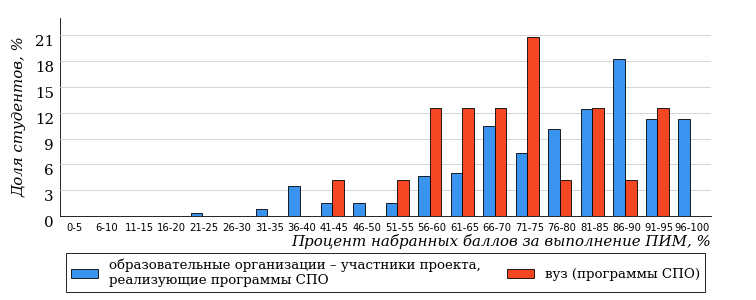 Доля студентов, %
21
18
15
12
9
6
3
0
0-5 6-10 11-15 16-20 21-25 26-30 31-35 36-40 41-45 46-50 51-55 56-60 61-65 66-70 71-75 76-80 81-85 86-90 91-95 96-100
Процент набранных баллов за выполнение ПИМ, %
образовательные организации – участники проекта,
реализующие программы СПО
вуз (программы СПО)